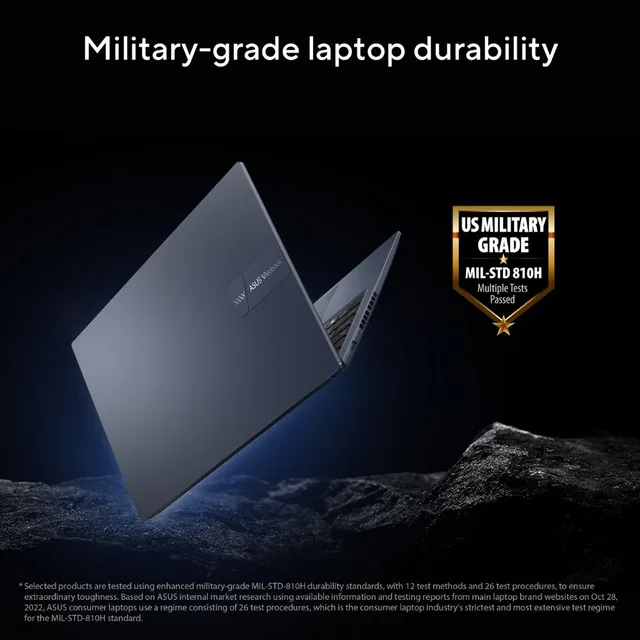 Military-grade laptop durability
US MILITARY
GRADE
MIL-STD 810H
Multiple Tests
Passed
ASUS Vivobook
* Selected products are tested using enhanced military-grade MIL-STD-810H durability standards, with 12 test methods and 26 test procedures, to ensure
extraordinary toughness. Based on ASUS internal market research using available information and testing reports from main laptop brand websites on Oct 28,
2022, ASUS consumer laptops use a regime consisting of 26 test procedures, which is the consumer laptop industry's strictest and most extensive test regime
for the MIL-STD-810H standard.